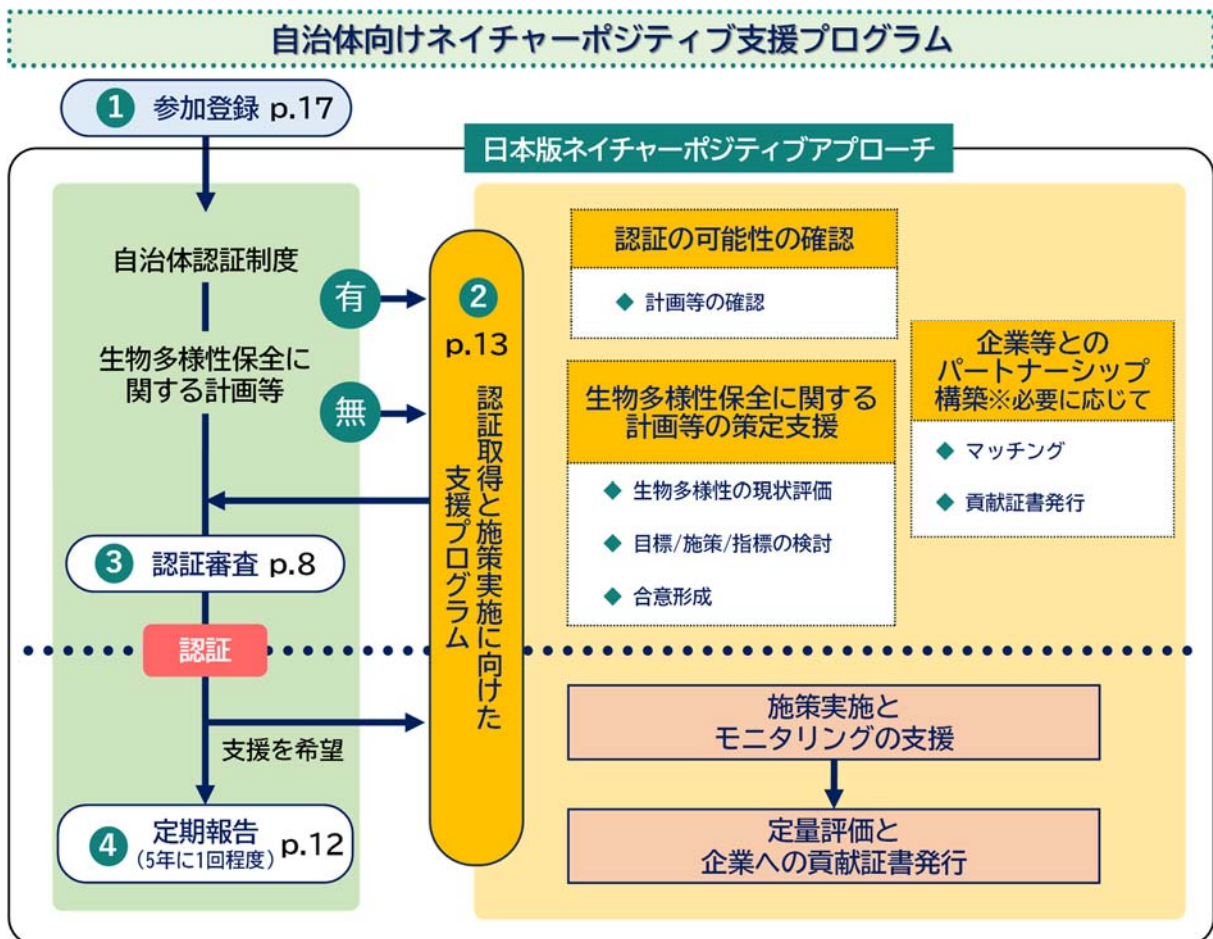 自治体向けネイチャーポジティブ支援プログラム
1 参加登録 p.17
日本版ネイチャーポジティブアプローチ
自治体認証制度
生物多様性保全に
関する計画等
有
無
2
p.13
認証取得と施策実施に向けた
支援プログラム
認証の可能性の確認
◆ 計画等の確認
生物多様性保全に関する
計画等の策定支援
◆ 生物多様性の現状評価
◆ 目標/施策/指標の検討
◆ 合意形成
企業等との
パートナーシップ
構築※必要に応じて
◆ マッチング
◆ 貢献証書発行
3 認証審査 p.8
認証
支援を希望
4 定期報告 p.12
(5年に1回程度)
施策実施と
モニタリングの支援
定量評価と
企業への貢献証書発行